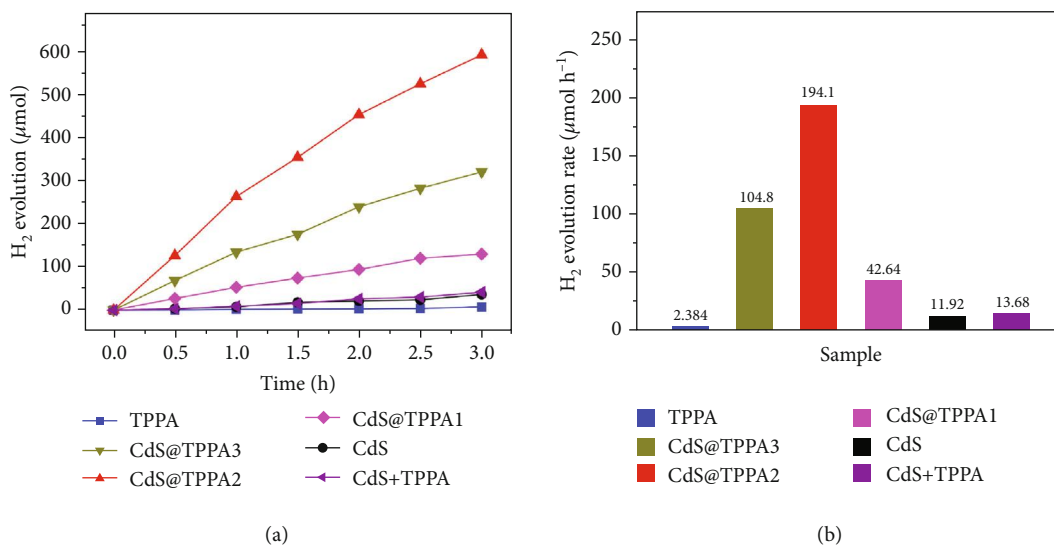 600
500
400
300
200
100
0
H₂ evolution (μmol)
0.0 0.5 1.0 1.5 2.0 2.5 3.0
Time (h)
TPPA
CdS@TPPA3
CdS@TPPA2
CdS@TPPA1
CdS
CdS+TPPA
(a)
250
200
150
100
50
0
H₂ evolution rate (μmol h⁻¹)
2.384
104.8
194.1
42.64
11.92
13.68
Sample
TPPA
CdS@TPPA3
CdS@TPPA2
CdS@TPPA1
CdS
CdS+TPPA
(b)